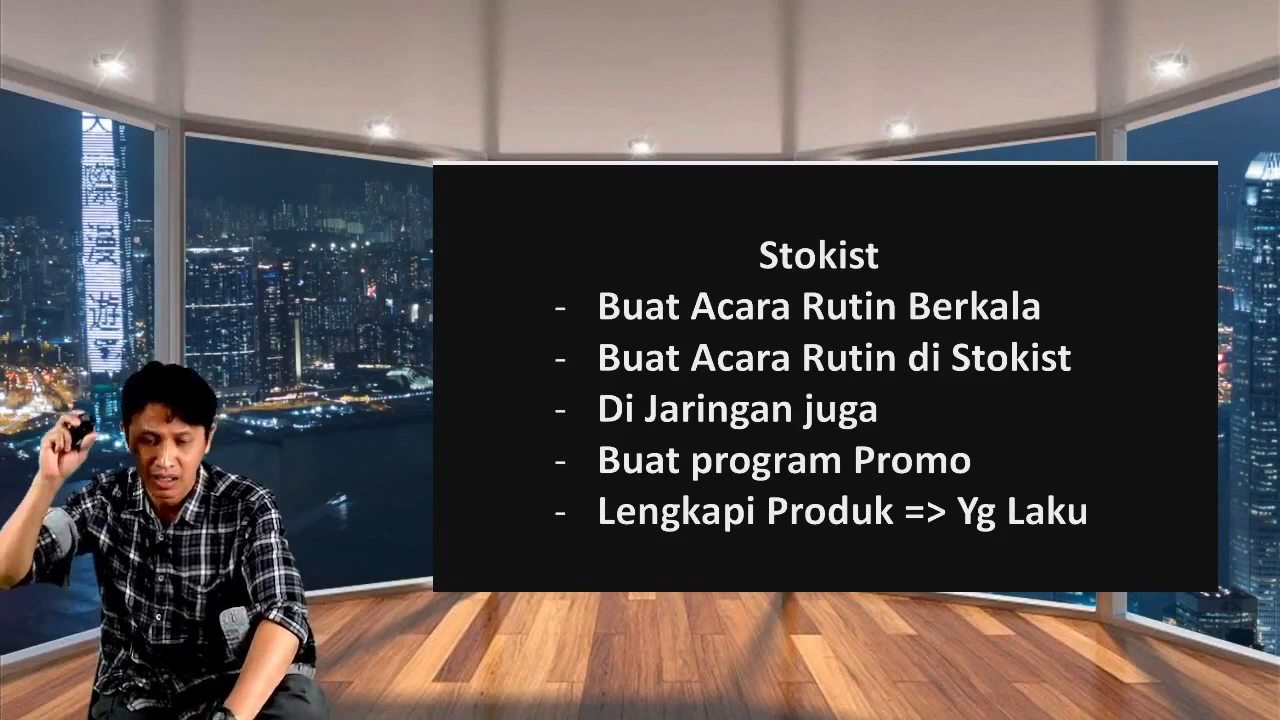 Stokist
- Buat Acara Rutin Berkala
- Buat Acara Rutin di Stokist
- Di Jaringan juga
- Buat program Promo
- Lengkapi Produk => Yg Laku